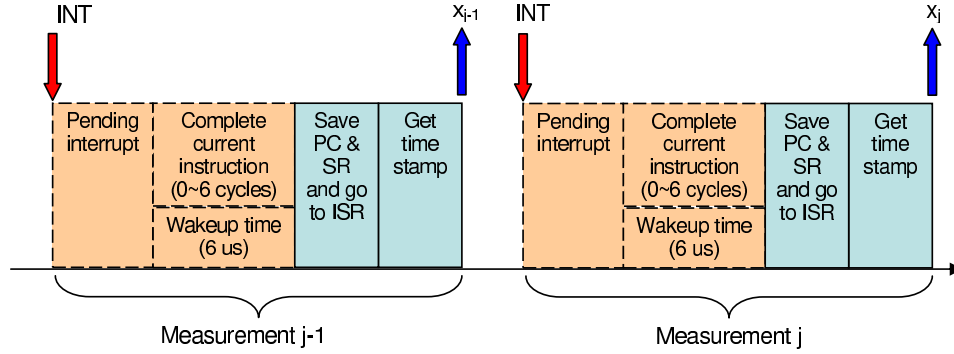 INT
x_{j-1}
INT
x_j
Pending
interrupt
Complete
current
instruction
(0~6 cycles)
Wakeup time
(6 us)
Save
PC &
SR
and go
to ISR
Get
time
stamp
Pending
interrupt
Complete
current
instruction
(0~6 cycles)
Wakeup time
(6 us)
Save
PC &
SR
and go
to ISR
Get
time
stamp
Measurement j-1
Measurement j